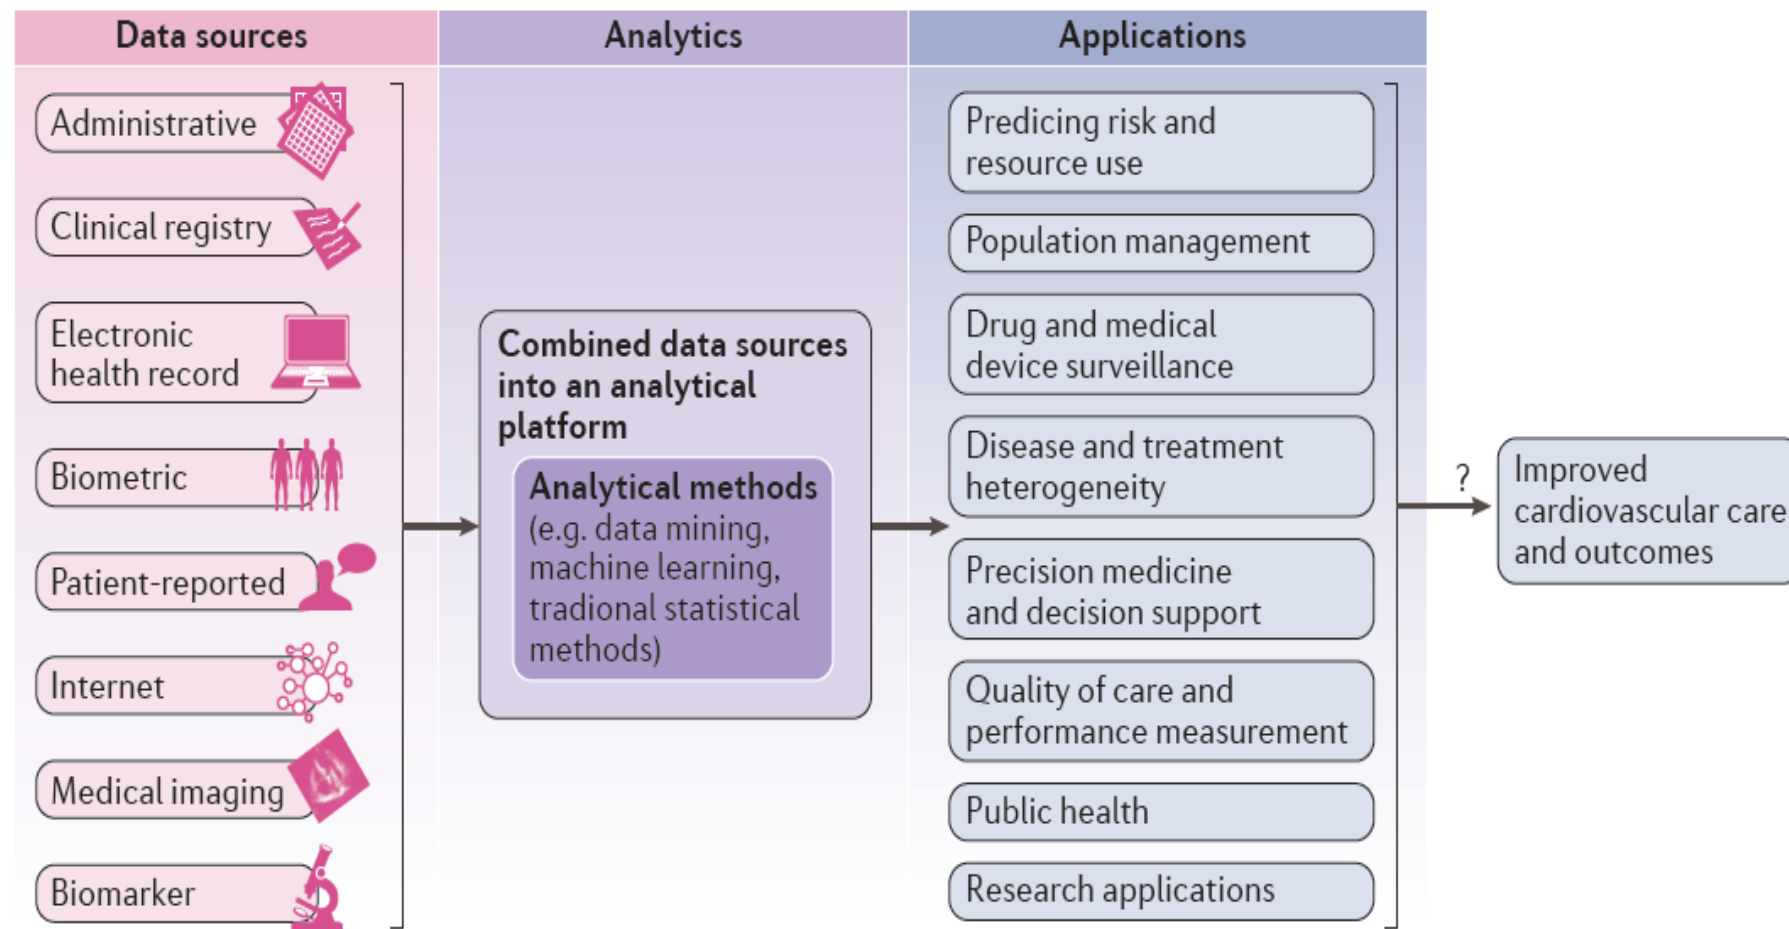 Data sources
Analytics
Applications
Administrative
Clinical registry
Electronic
health record
Biometric
Patient-reported
Internet
Medical imaging
Biomarker
Combined data sources
into an analytical
platform
Analytical methods
(e.g. data mining,
machine learning,
tradional statistical
methods)
Predicing risk and
resource use
Population management
Drug and medical
device surveillance
Disease and treatment
heterogeneity
Precision medicine
and decision support
Quality of care and
performance measurement
Public health
Research applications
?
Improved
cardiovascular care
and outcomes